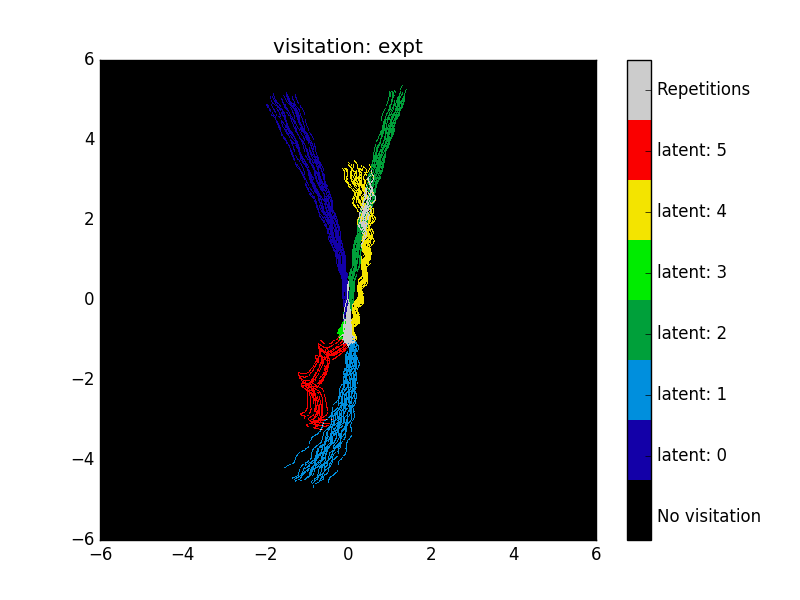 visitation: expt
6
4
2
0
−2
−4
−6
−6
−4
−2
0
2
4
6
Repetitions
latent: 5
latent: 4
latent: 3
latent: 2
latent: 1
latent: 0
No visitation